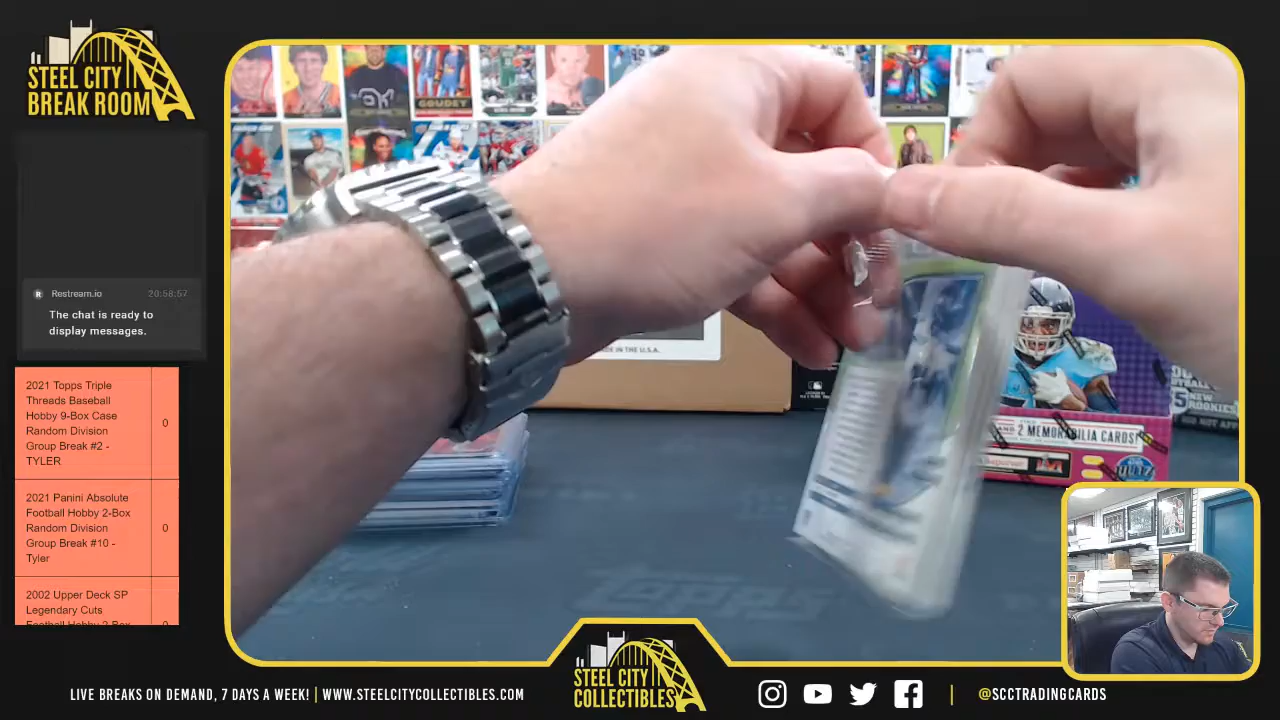 STEEL CITY
BREAK ROOM
Restream.io
20:58:57
The chat is ready to
display messages.
2021 Topps Triple
Threads Baseball
Hobby 9-Box Case
Random Division
Group Break #2 -
TYLER
0
2021 Panini Absolute
Football Hobby 2-Box
Random Division
Group Break #10 -
Tyler
0
2002 Upper Deck SP
Legendary Cuts
GOUDEY
MADE IN THE U.S.A.
AND 2 MEMORABILIA CARDS!
STEEL CITY
COLLECTIBLES
LIVE BREAKS ON DEMAND, 7 DAYS A WEEK! | WWW.STEELCITYCOLLECTIBLES.COM
| @SCCTRADINGCARDS